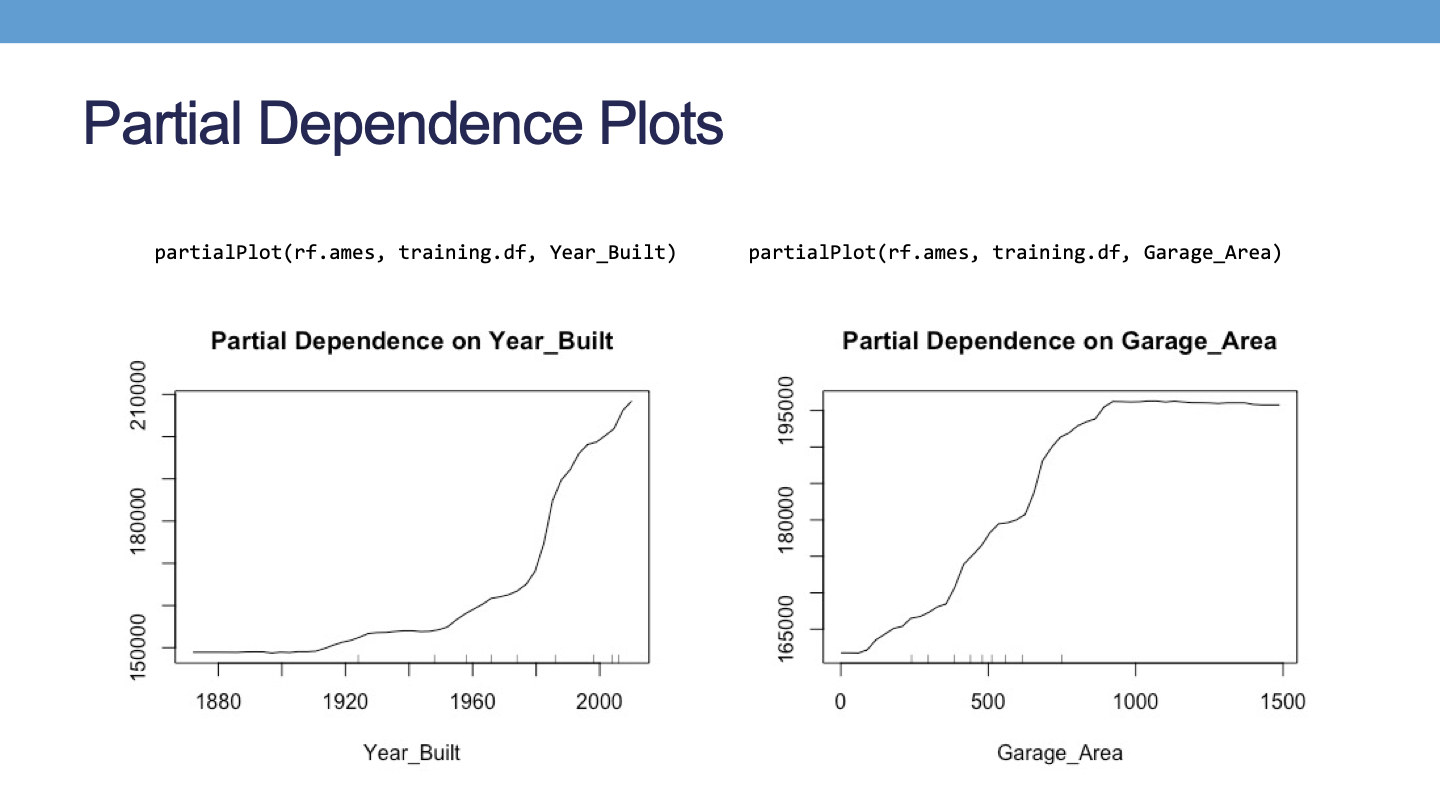 Partial Dependence Plots
partialPlot(rf.ames, training.df, Year_Built)
partialPlot(rf.ames, training.df, Garage_Area)
Partial Dependence on Year_Built
150000 180000 210000
1880 1920 1960 2000
Year_Built
Partial Dependence on Garage_Area
165000 180000 195000
0 500 1000 1500
Garage_Area